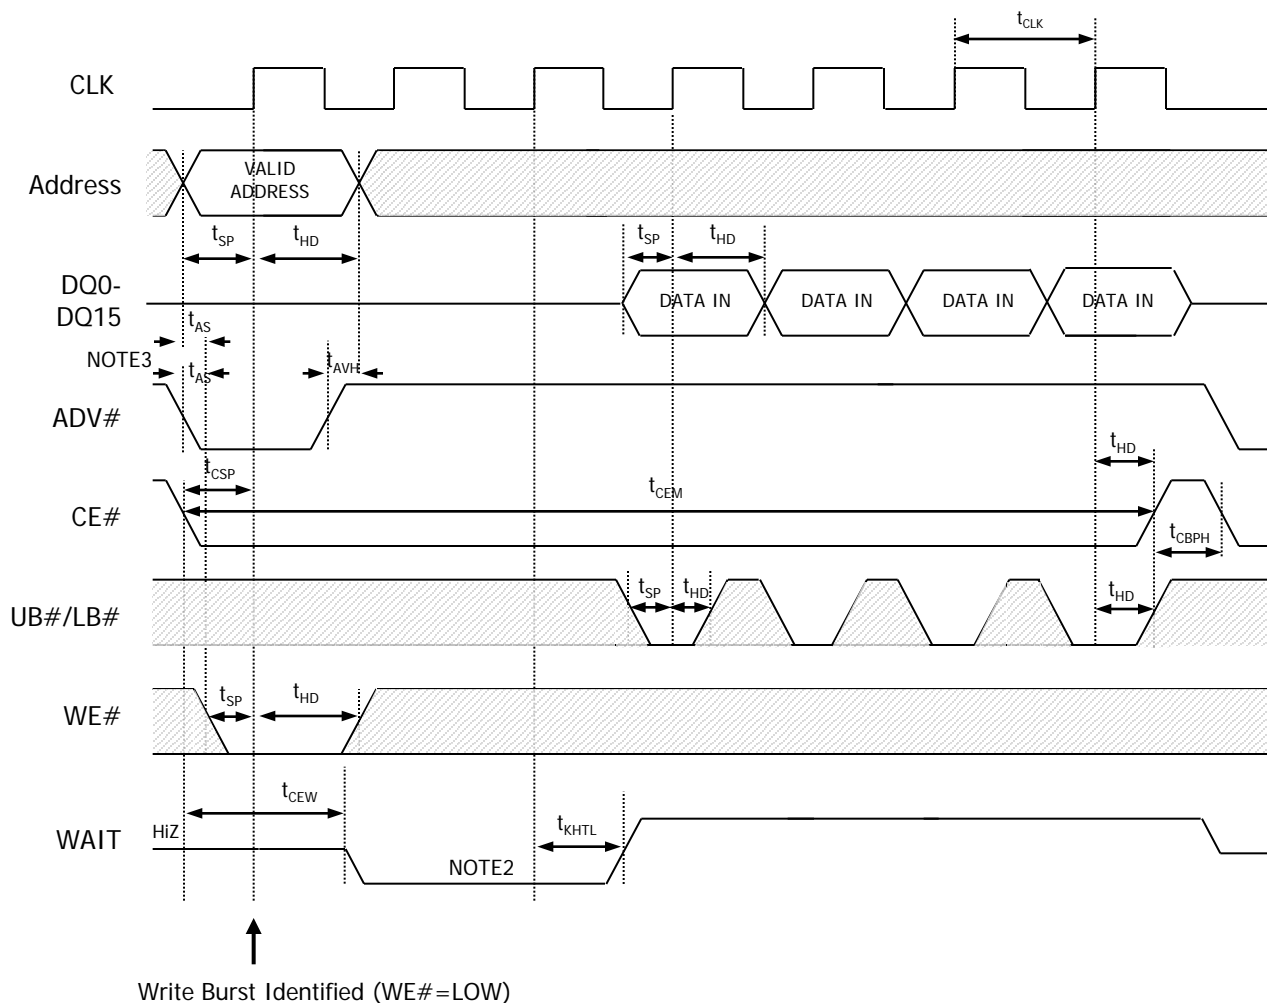 tCLK
CLK
Address
VALID
ADDRESS
tSP
tHD
tSP
tHD
DQ0-
DQ15
DATA IN
DATA IN
DATA IN
DATA IN
tAS
NOTE3
tAS
tAVH
ADV#
tHD
tCSP
tCEM
CE#
tCBPH
tSP
tHD
tHD
UB#/LB#
tSP
tHD
WE#
tCEW
HiZ
tKHTL
WAIT
NOTE2
Write Burst Identified (WE#=LOW)